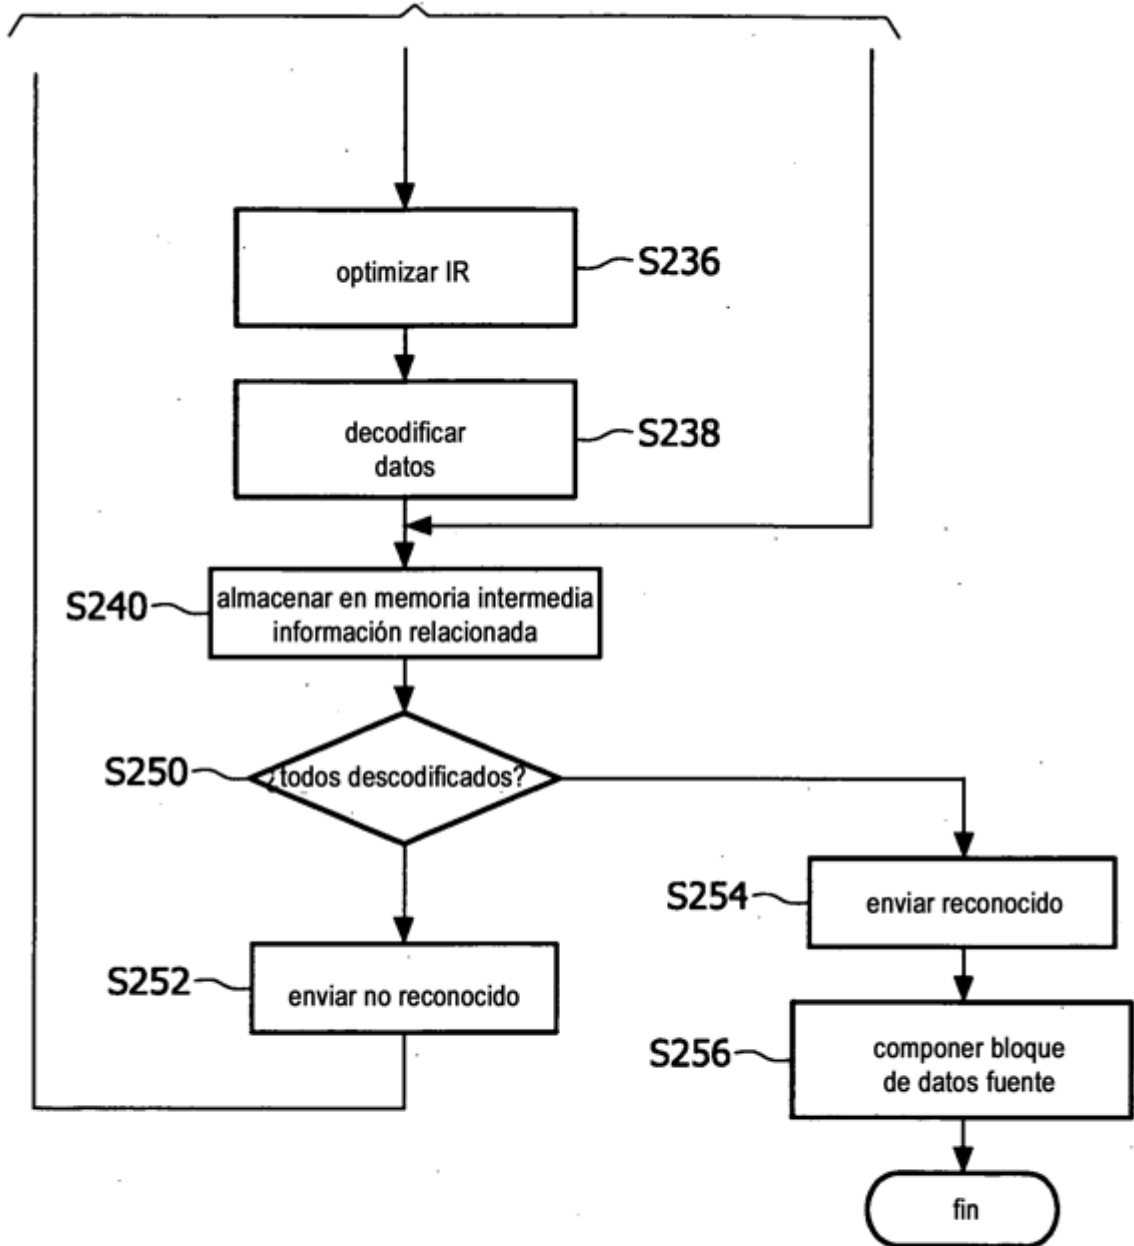 optimizar IR
S236
decodificar
datos
S238
S240
almacenar en memoria intermedia
información relacionada
S250
¿todos descodificados?
S254
enviar reconocido
S252
enviar no reconocido
S256
componer bloque
de datos fuente
fin